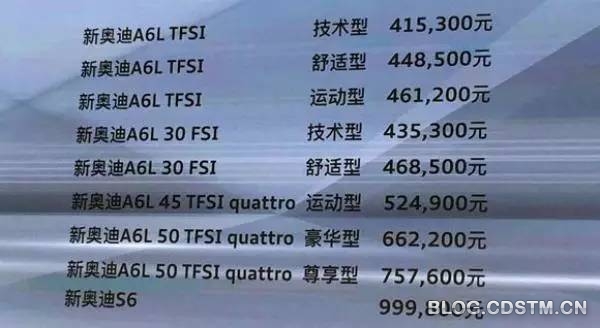 新奥迪A6L TFSI 技术型 415,300元
新奥迪A6L TFSI 舒适型 448,500元
新奥迪A6L TFSI 运动型 461,200元
新奥迪A6L 30 FSI 技术型 435,300元
新奥迪A6L 30 FSI 舒适型 468,500元
新奥迪A6L 45 TFSI quattro 运动型 524,900元
新奥迪A6L 50 TFSI quattro 豪华型 662,200元
新奥迪A6L 50 TFSI quattro 尊享型 757,600元
新奥迪S6 999,800元
BLOG.CDSTM.CN